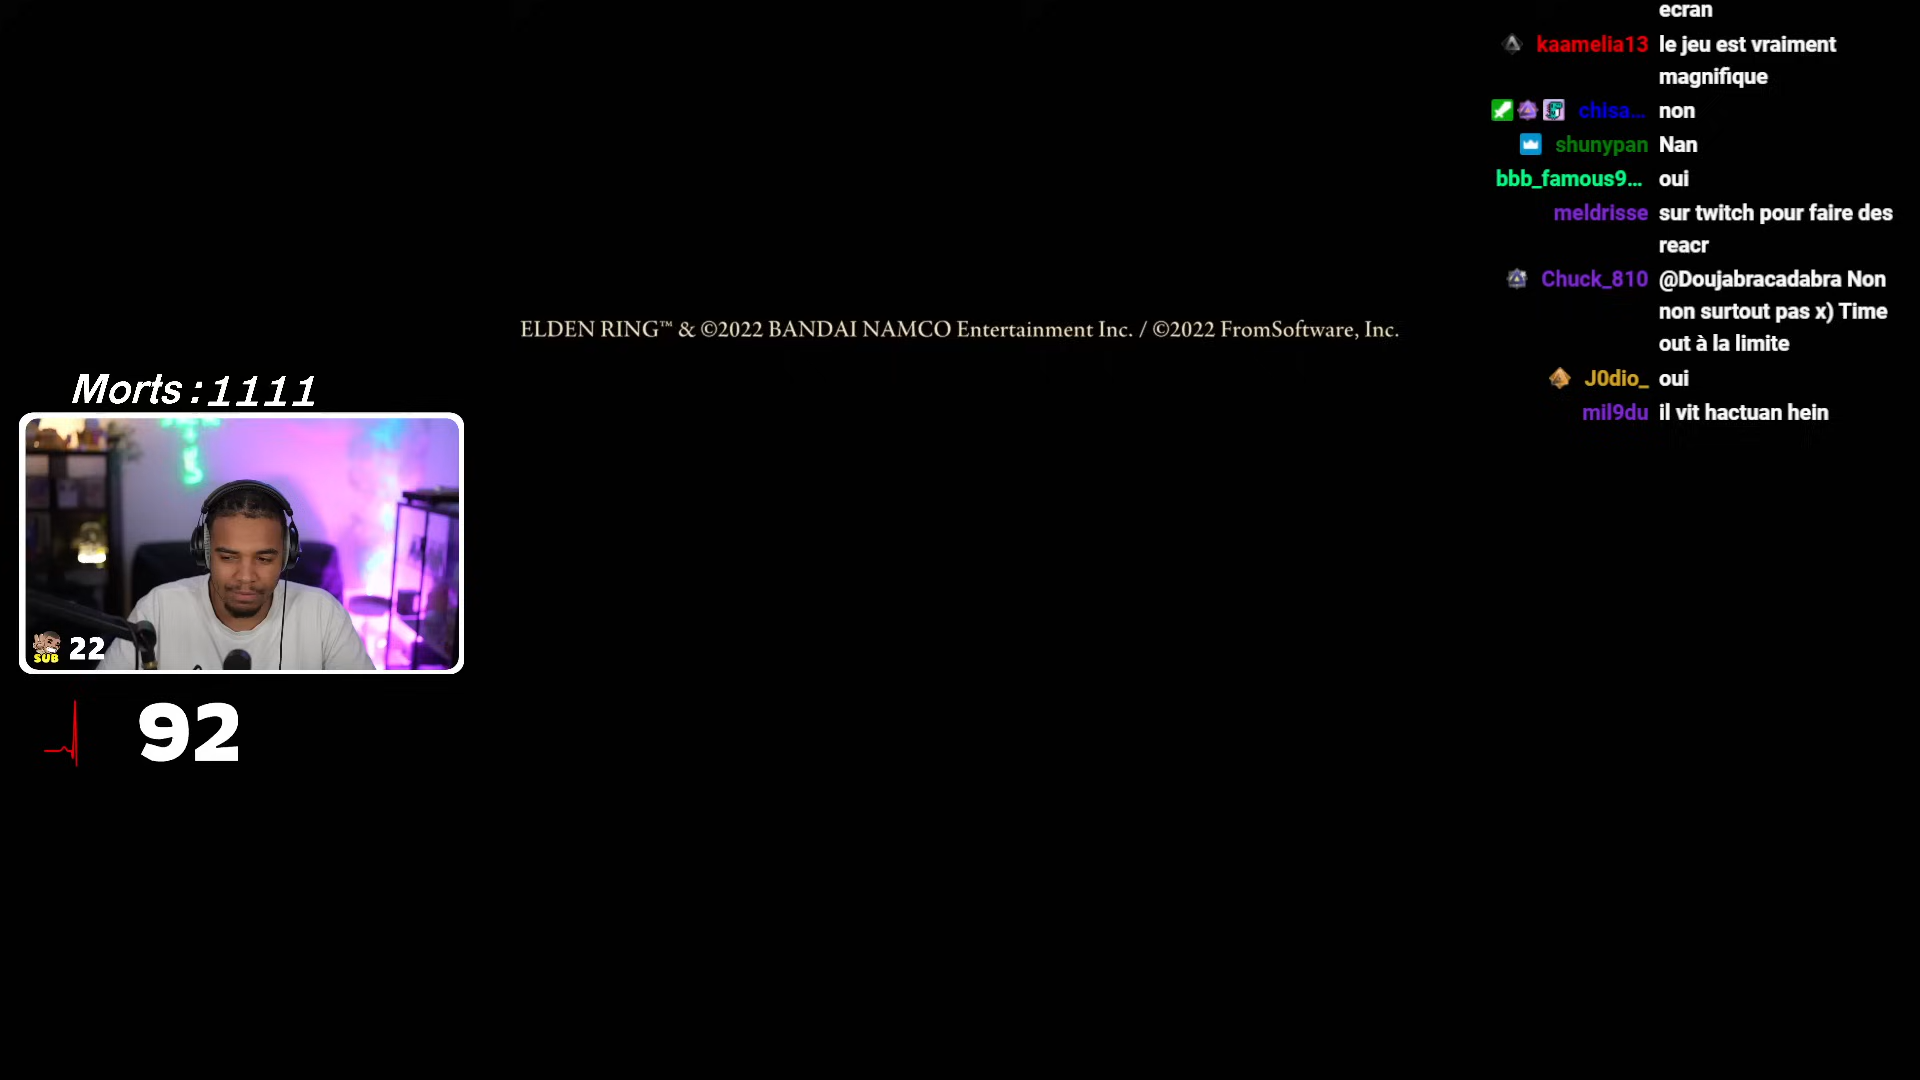 ecran
kaamelia13 le jeu est vraiment
magnifique
chisa... non
shunypan Nan
bbb_famous9... oui
meldrisse sur twitch pour faire des
reacr
Chuck_810 @Doujabracadabra Non
non surtout pas x) Time
out à la limite
J0dio_ oui
mil9du il vit hactuan hein
ELDEN RING™ & ©2022 BANDAI NAMCO Entertainment Inc. / ©2022 FromSoftware, Inc.
Morts : 1111
SUB 22
92